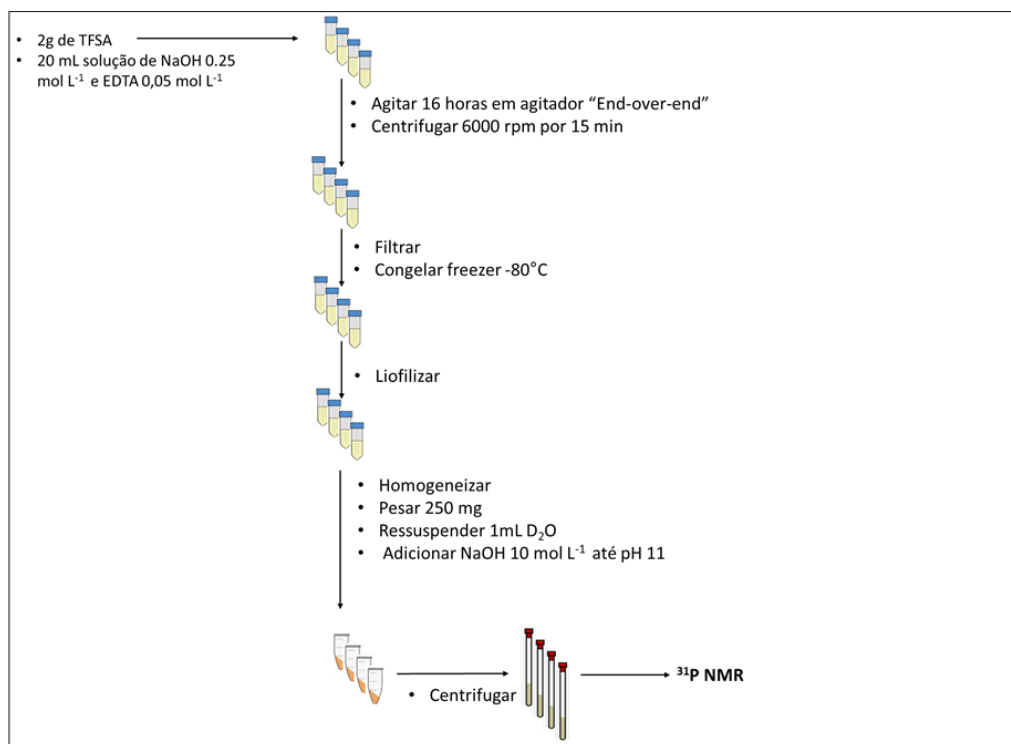 • 2g de TFSA
• 20 mL solução de NaOH 0.25
mol L⁻¹ e EDTA 0,05 mol L⁻¹
• Agitar 16 horas em agitador “End-over-end”
• Centrifugar 6000 rpm por 15 min
• Filtrar
• Congelar freezer -80°C
• Liofilizar
• Homogeneizar
• Pesar 250 mg
• Ressuspender 1mL D₂O
• Adicionar NaOH 10 mol L⁻¹ até pH 11
• Centrifugar
³¹P NMR